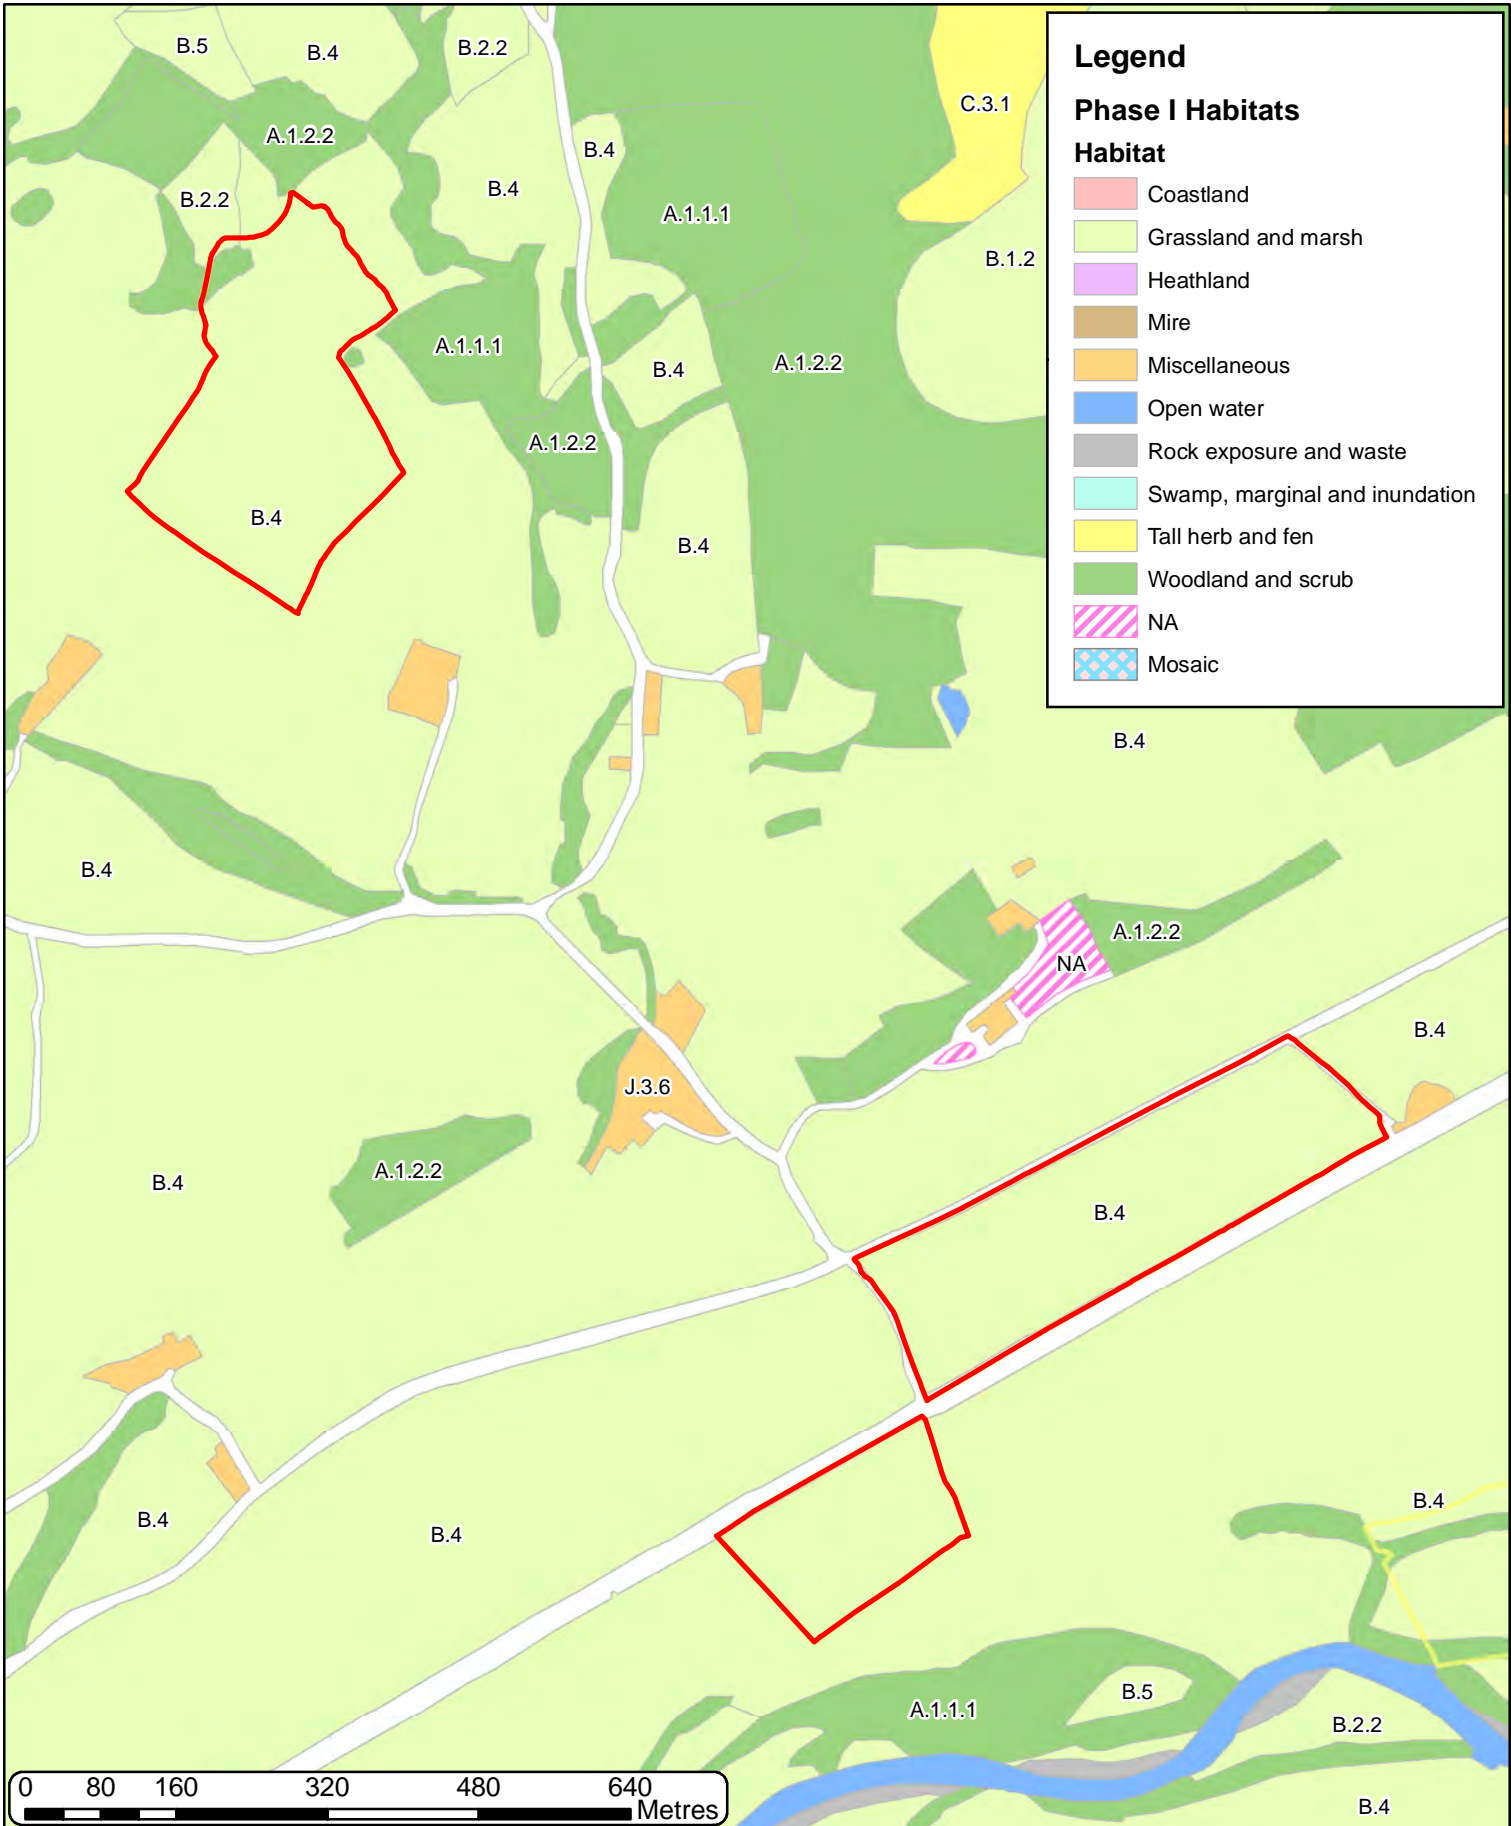 Legend
Phase I Habitats
Habitat
Coastland
Grassland and marsh
Heathland
Mire
Miscellaneous
Open water
Rock exposure and waste
Swamp, marginal and inundation
Tall herb and fen
Woodland and scrub
NA
Mosaic
B.5
B.4
B.2.2
C.3.1
A.1.2.2
B.4
B.4
B.2.2
A.1.1.1
B.1.2
A.1.1.1
B.4
A.1.2.2
A.1.2.2
B.4
B.4
B.4
B.4
A.1.2.2
NA
B.4
J.3.6
A.1.2.2
B.4
B.4
B.4
B.4
B.4
B.5
A.1.1.1
B.2.2
B.4
0 80 160 320 480 640
Metres